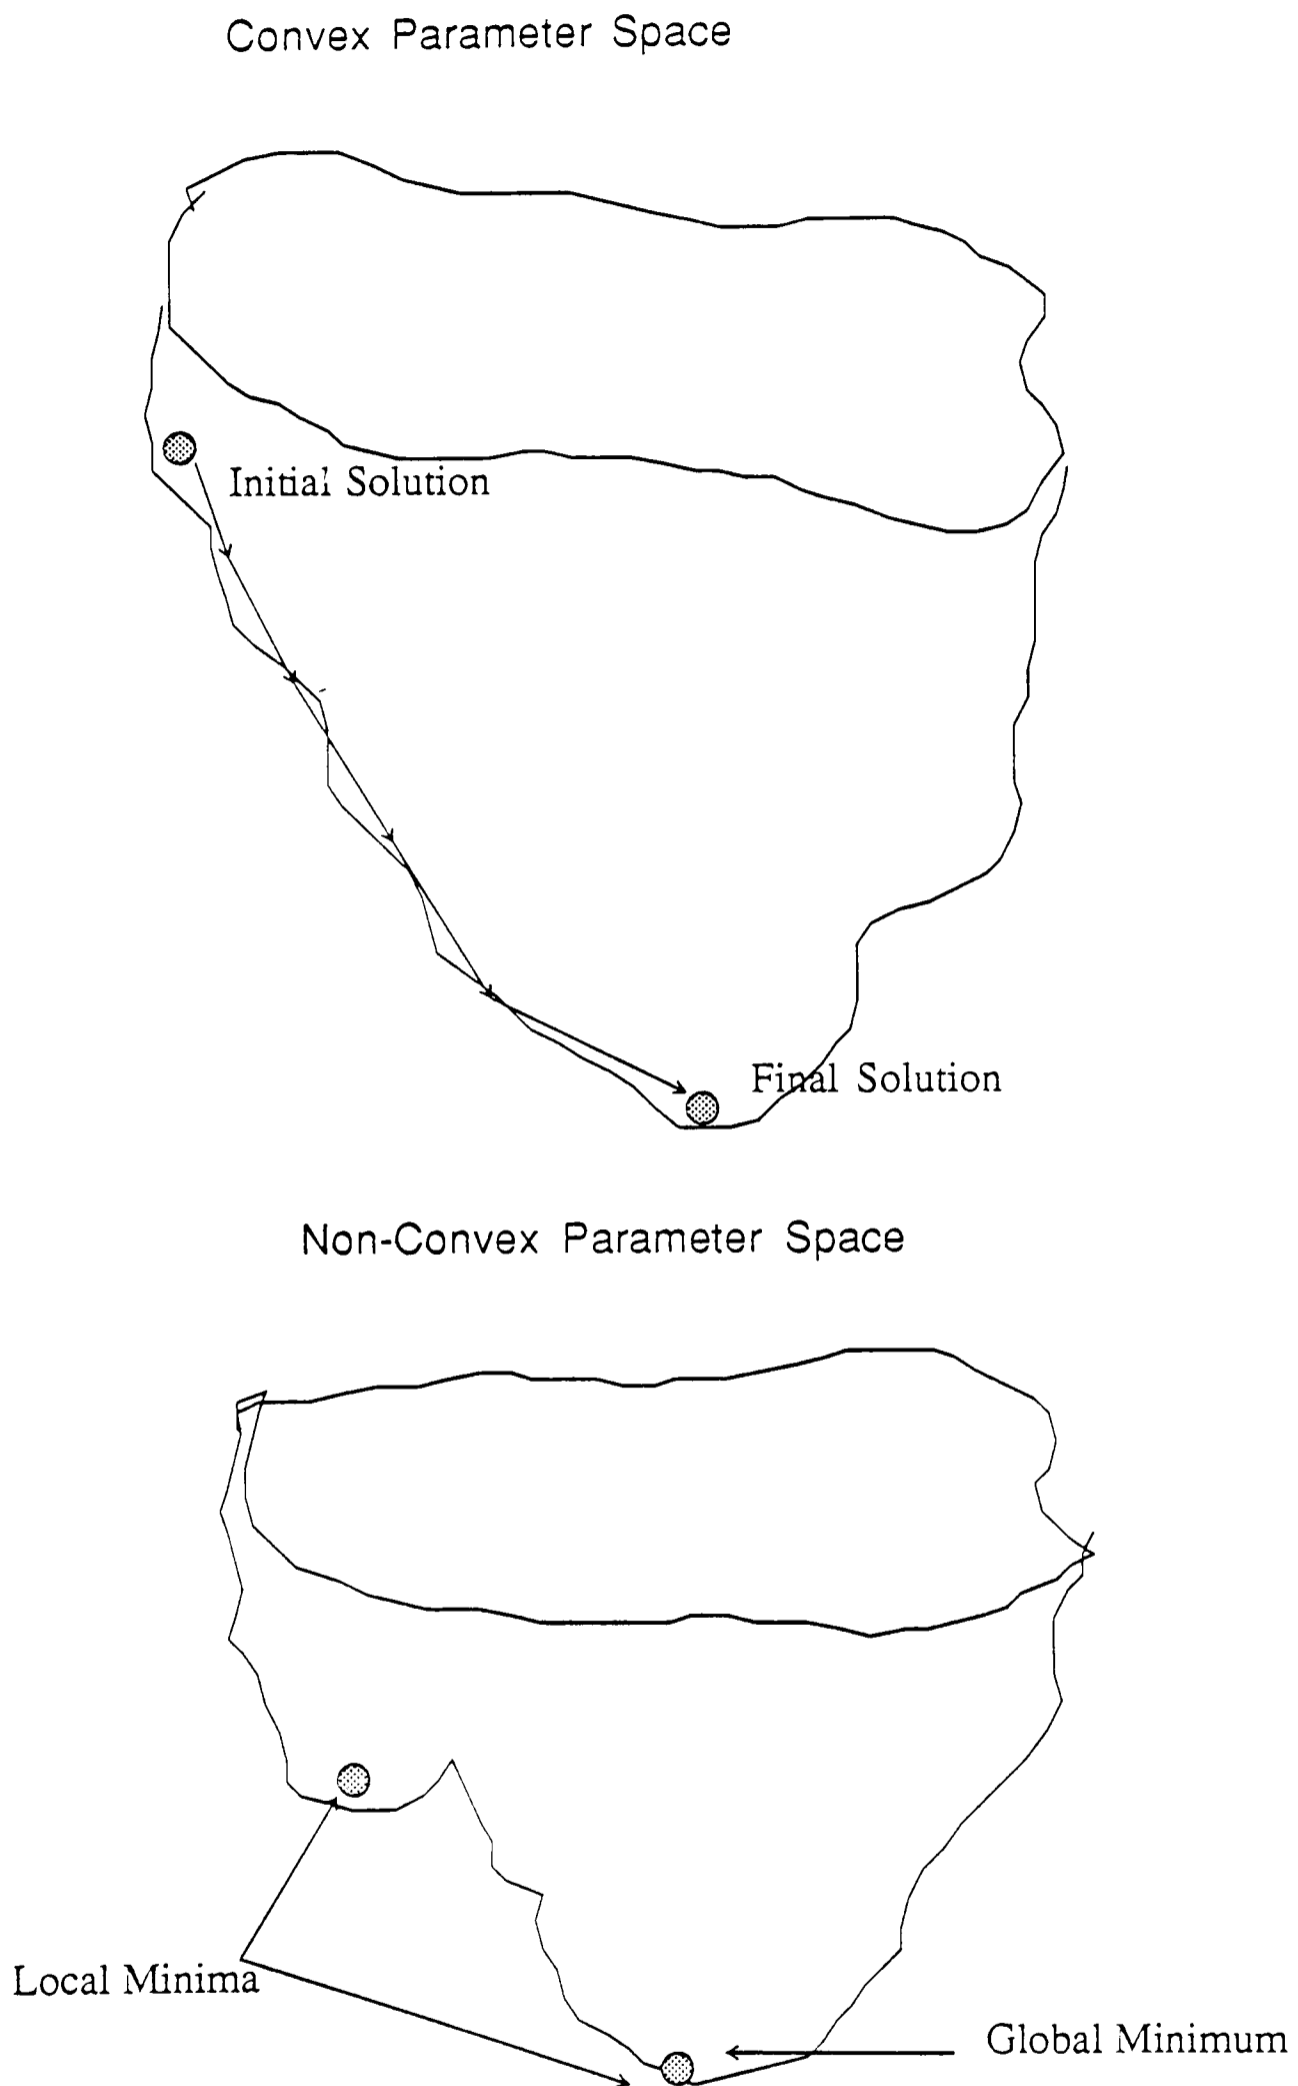 Convex Parameter Space
Initial Solution
Final Solution
Non-Convex Parameter Space
Local Minima
Global Minimum